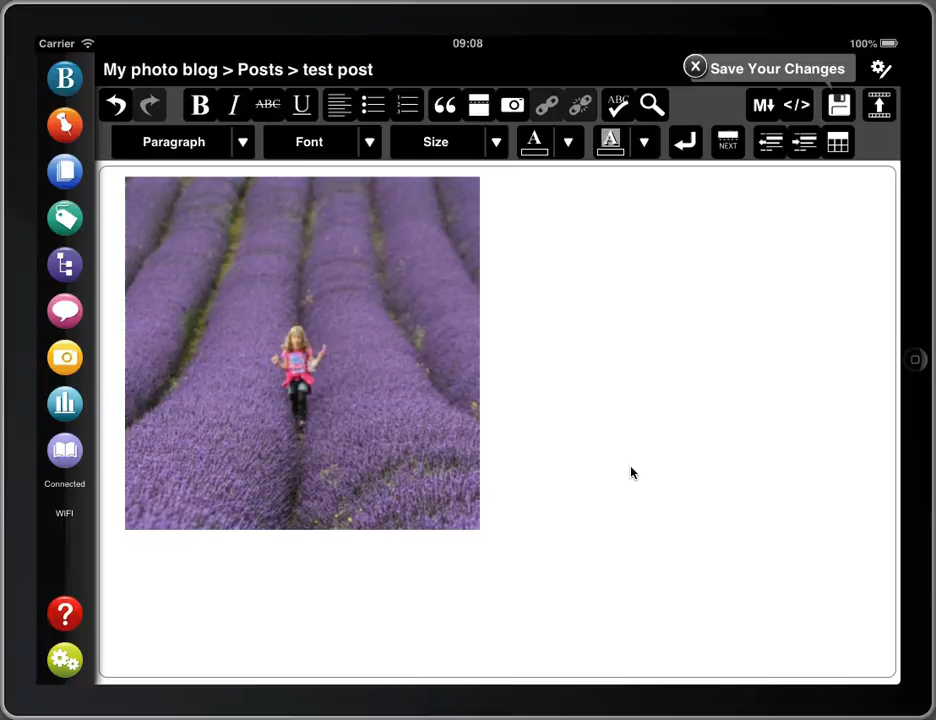 Carrier 09:08 100%
My photo blog > Posts > test post
Save Your Changes
B I ABC U ABC M </>
Paragraph Font Size A A NEXT
B
Connected
WIFI
?